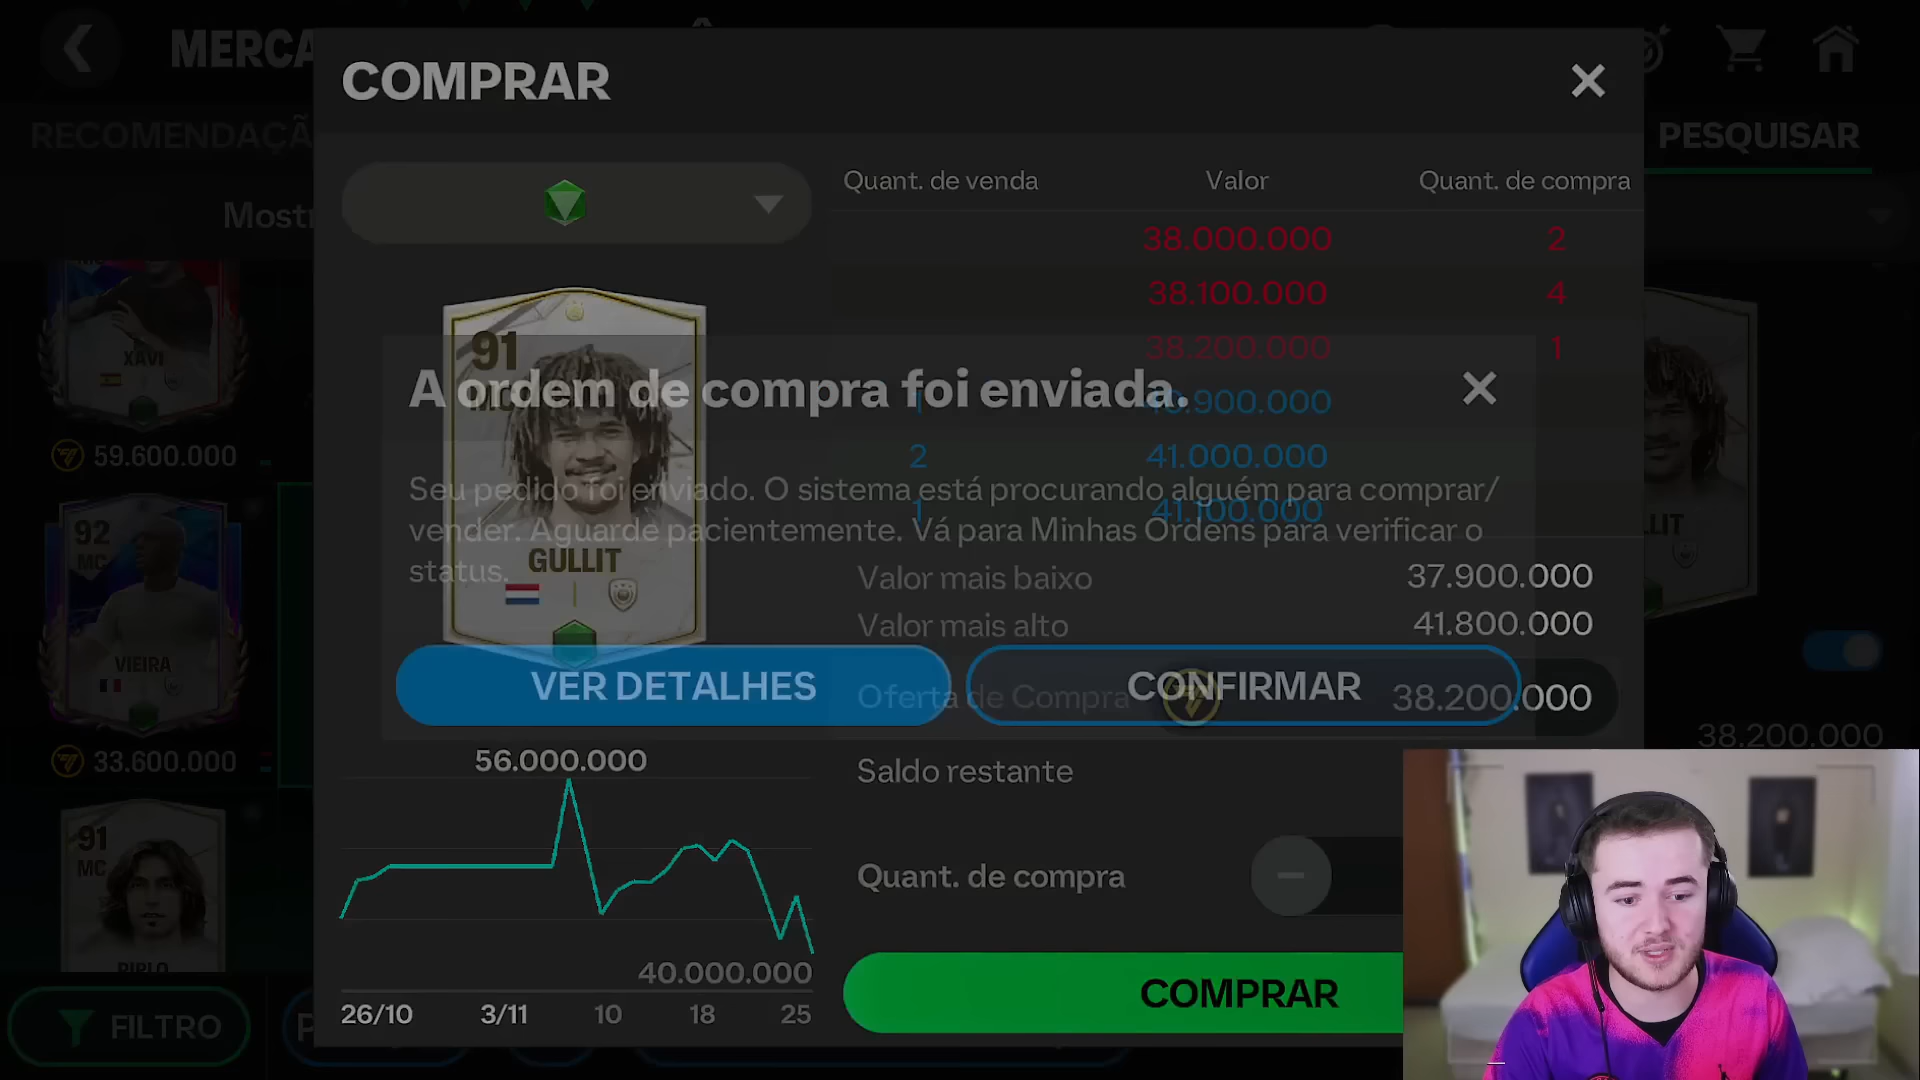 MERCA
COMPRAR
RECOMENDAÇÃ
PESQUISAR
Most
Quant. de venda Valor Quant. de compra
38.000.000 2
38.100.000 4
38.200.000 1
1 40.900.000
2 41.000.000
1 41.100.000
91
GULLIT
A ordem de compra foi enviada.
Seu pedido foi enviado. O sistema está procurando alguém para comprar/
vender. Aguarde pacientemente. Vá para Minhas Ordens para verificar o
status.
VER DETALHES
CONFIRMAR
Valor mais baixo 37.900.000
Valor mais alto 41.800.000
Oferta de Compra 38.200.000
Saldo restante
Quant. de compra
COMPRAR
56.000.000
40.000.000
26/10 3/11 10 18 25
XAVI
59.600.000
92
MC
VIEIRA
33.600.000
91
MC
FILTRO
LLIT
38.200.000